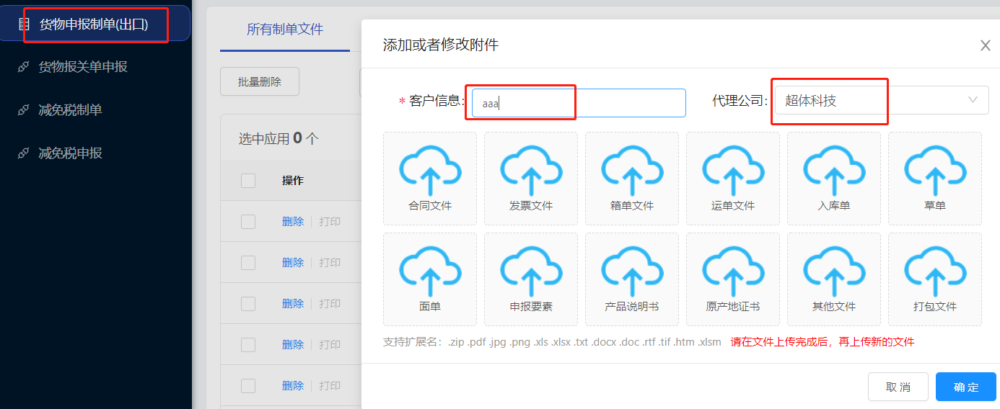 货物申报制单(出口)
货物报关单申报
减免税制单
减免税申报
所有制单文件
批量删除
选中应用 0 个
操作
删除 打印
删除 打印
删除 打印
删除 打印
删除 打印
添加或者修改附件
* 客户信息: aaa 代理公司: 超体科技
合同文件 发票文件 箱单文件 运单文件 入库单 草单
面单 申报要素 产品说明书 原产地证书 其他文件 打包文件
支持扩展名: .zip .pdf .jpg .png .xls .xlsx .txt .docx .doc .rtf .tif .htm .xlsm 请在文件上传完成后，再上传新的文件
取 消 确 定